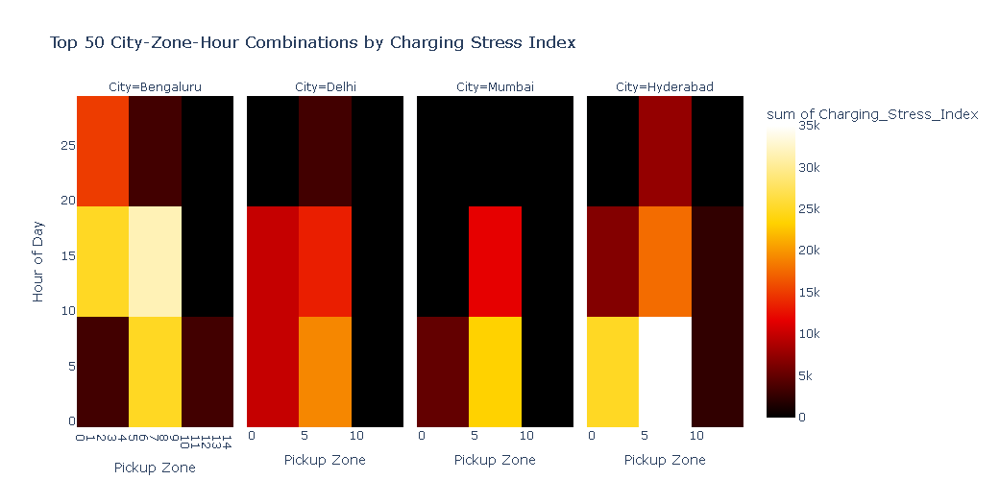 Top 50 City-Zone-Hour Combinations by Charging Stress Index
City=Bengaluru
City=Delhi
City=Mumbai
City=Hyderabad
sum of Charging_Stress_Index
35k
30k
25k
20k
15k
10k
5k
0
Hour of Day
25
20
15
10
5
0
0 1 2 3 4 5 6 7 8 9 10 11 12 13 14
0 5 10
0 5 10
0 5 10
Pickup Zone
Pickup Zone
Pickup Zone
Pickup Zone